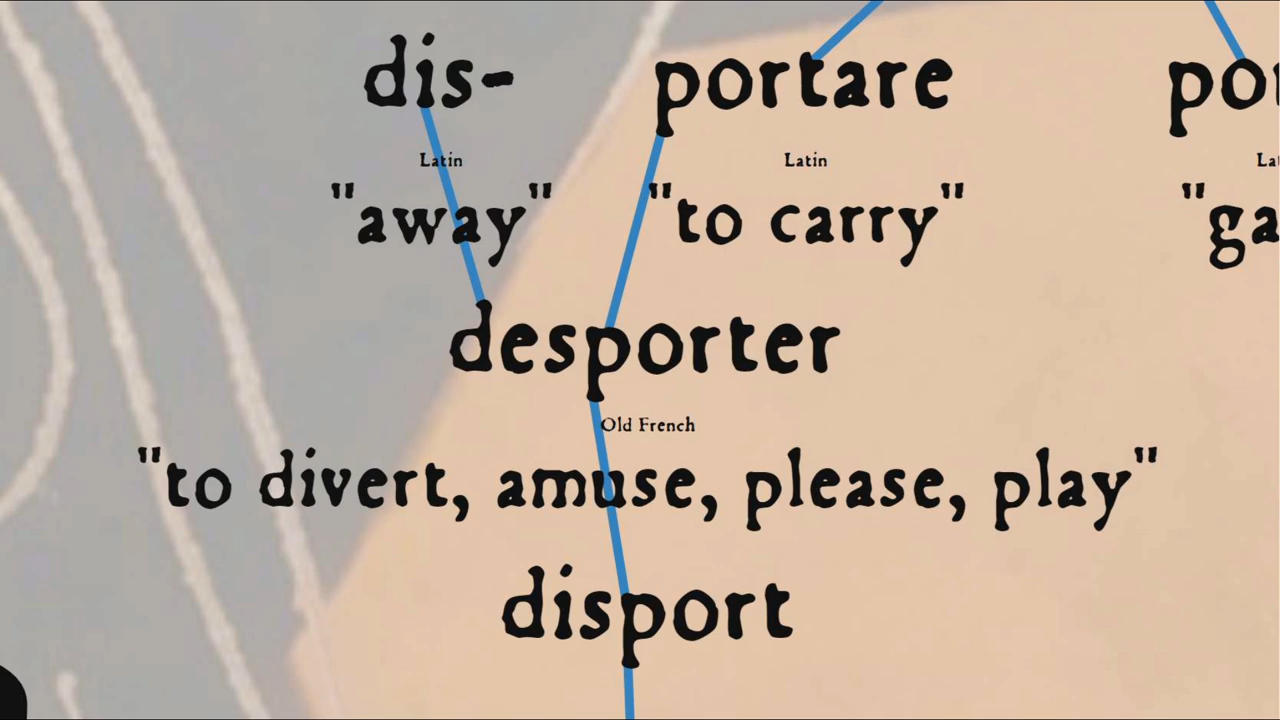 dis- portare
Latin Latin
"away" "to carry"
desporter
Old French
"to divert, amuse, please, play"
disport